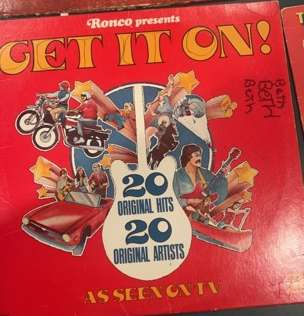 Ronco presents
GET IT ON!
Beth
BETH
Beth
20
ORIGINAL HITS
20
ORIGINAL ARTISTS
AS SEEN ON TV